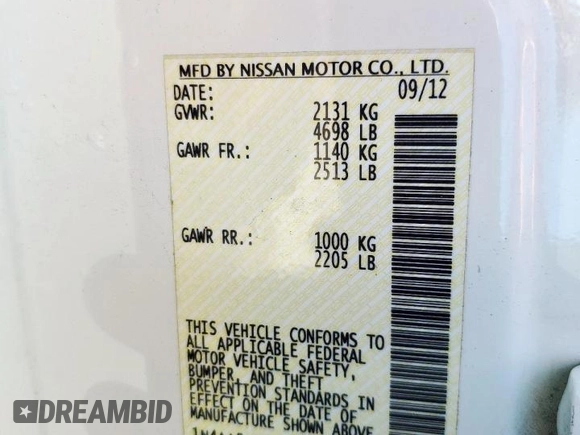 MFD BY NISSAN MOTOR CO., LTD.
DATE: 09/12
GVWR: 2131 KG
4698 LB
GAWR FR.: 1140 KG
2513 LB
GAWR RR.: 1000 KG
2205 LB
THIS VEHICLE CONFORMS TO
ALL APPLICABLE FEDERAL
MOTOR VEHICLE SAFETY,
BUMPER, AND THEFT
PREVENTION STANDARDS IN
EFFECT ON THE DATE OF
MANUFACTURE SHOWN ABOVE
DREAMBID